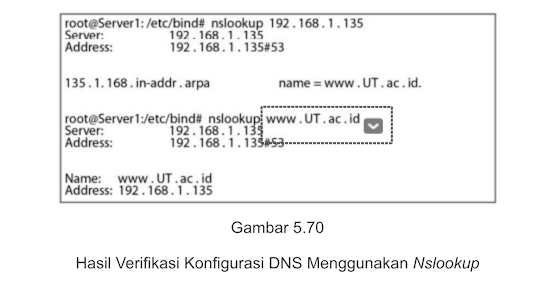 root@Server1:/etc/bind# nslookup 192.168.1.135
Server: 192.168.1.135
Address: 192.168.1.135#53
135.1.168.in-addr.arpa name = www.UT.ac.id.
root@Server1:/etc/bind# nslookup www.UT.ac.id
Server: 192.168.1.135
Address: 192.168.1.135#53
Name: www.UT.ac.id
Address: 192.168.1.135
Gambar 5.70
Hasil Verifikasi Konfigurasi DNS Menggunakan Nslookup